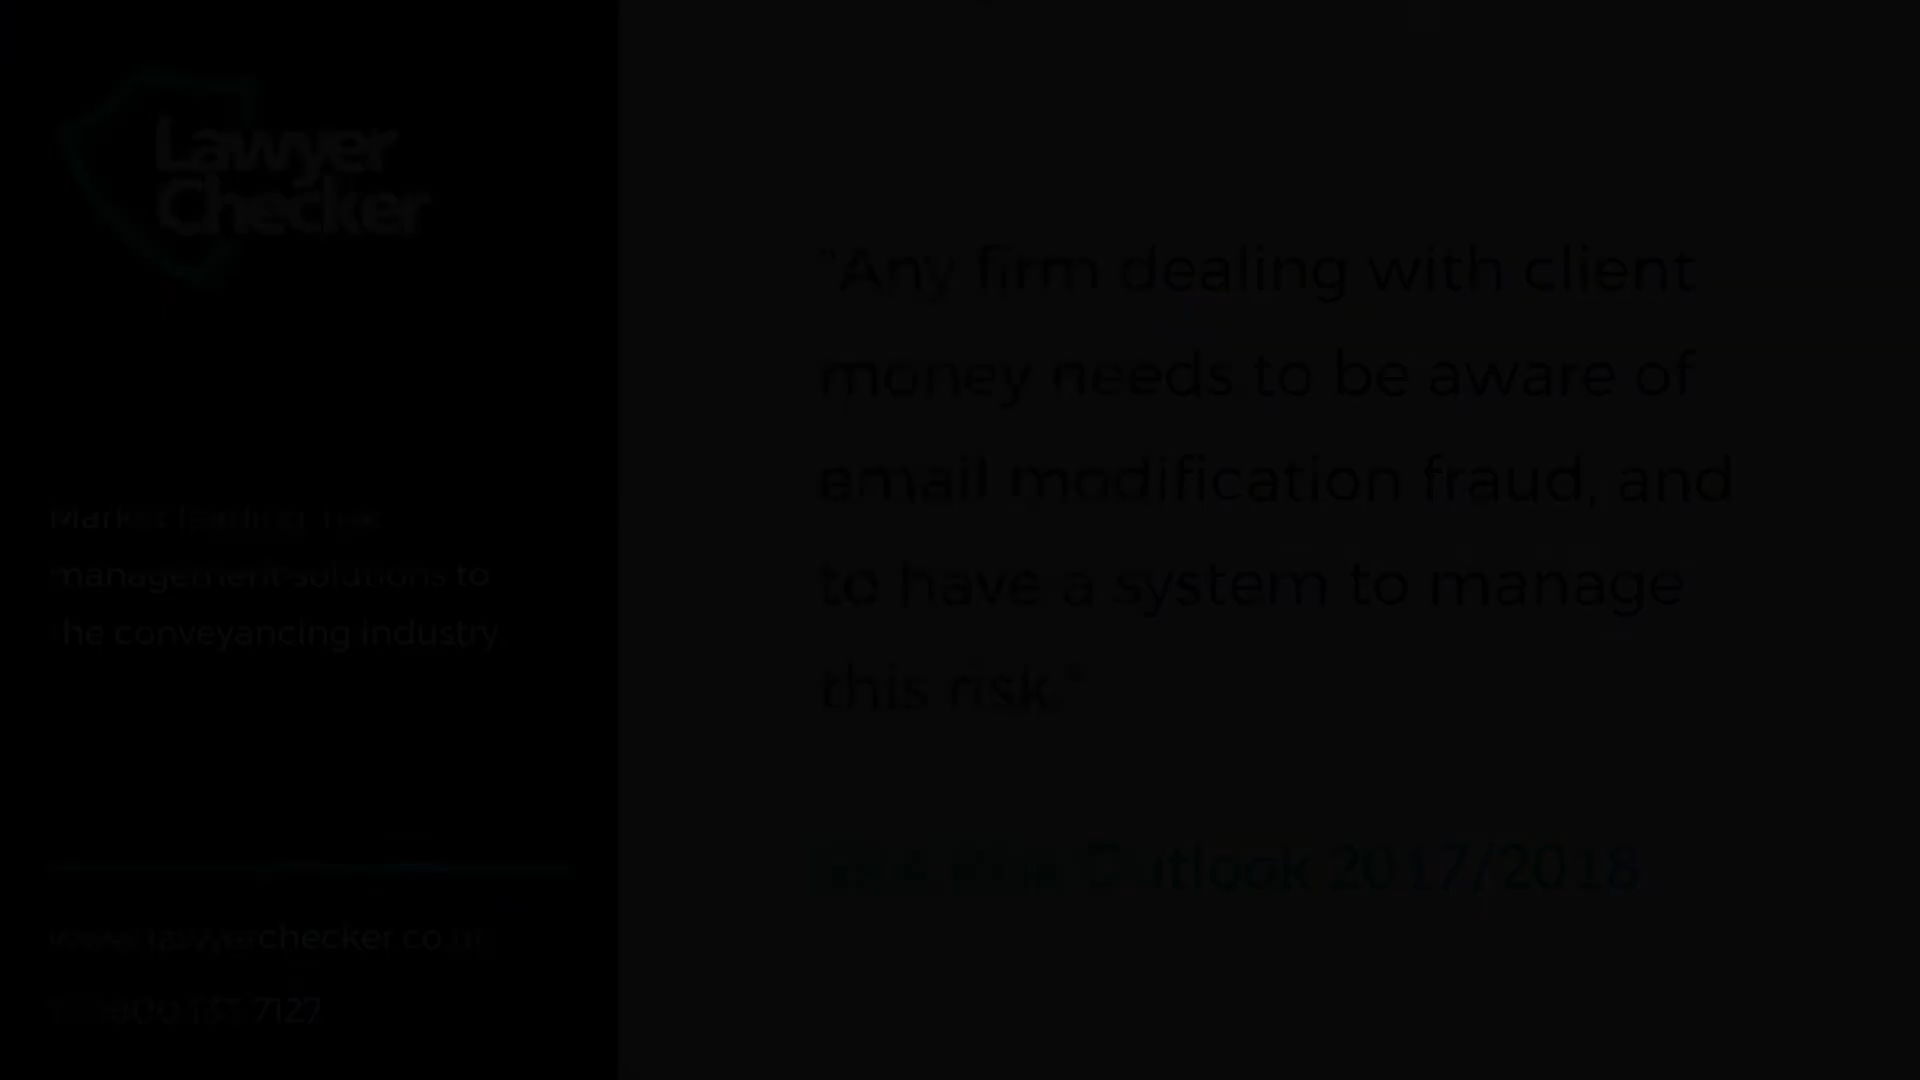 Lawyer
Checker
Market leading risk
management solutions to
the conveyancing industry
"Any firm dealing with client
money needs to be aware of
email modification fraud, and
to have a system to manage
this risk."
Outlook 2017/2018
www.lawyerchecker.co.uk
7127